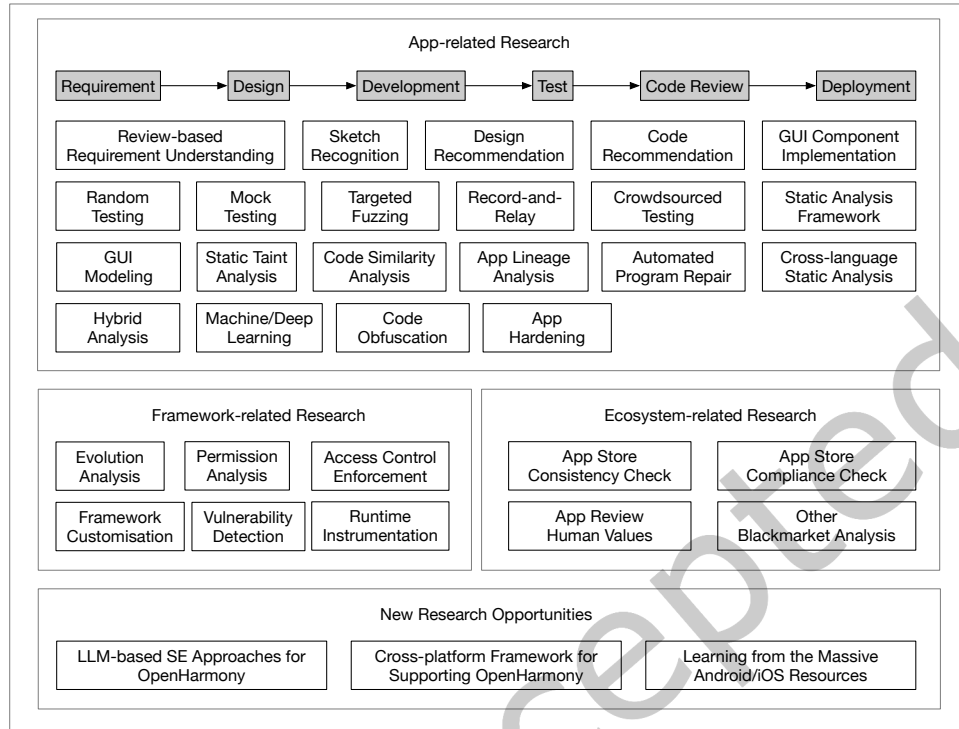 App-related Research
Requirement Design Development Test Code Review Deployment
Review-based
Requirement Understanding
Sketch
Recognition
Design
Recommendation
Code
Recommendation
GUI Component
Implementation
Random
Testing
Mock
Testing
Targeted
Fuzzing
Record-and-
Relay
Crowdsourced
Testing
Static Analysis
Framework
GUI
Modeling
Static Taint
Analysis
Code Similarity
Analysis
App Lineage
Analysis
Automated
Program Repair
Cross-language
Static Analysis
Hybrid
Analysis
Machine/Deep
Learning
Code
Obfuscation
App
Hardening
Framework-related Research
Evolution
Analysis
Permission
Analysis
Access Control
Enforcement
Framework
Customisation
Vulnerability
Detection
Runtime
Instrumentation
Ecosystem-related Research
App Store
Consistency Check
App Store
Compliance Check
App Review
Human Values
Other
Blackmarket Analysis
New Research Opportunities
LLM-based SE Approaches for
OpenHarmony
Cross-platform Framework for
Supporting OpenHarmony
Learning from the Massive
Android/iOS Resources
cepted